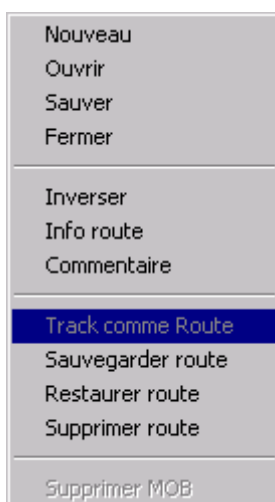 Nouveau
Ouvrir
Sauver
Fermer
Inverser
Info route
Commentaire
Track comme Route
Sauvegarder route
Restaurer route
Supprimer route
Supprimer MOB